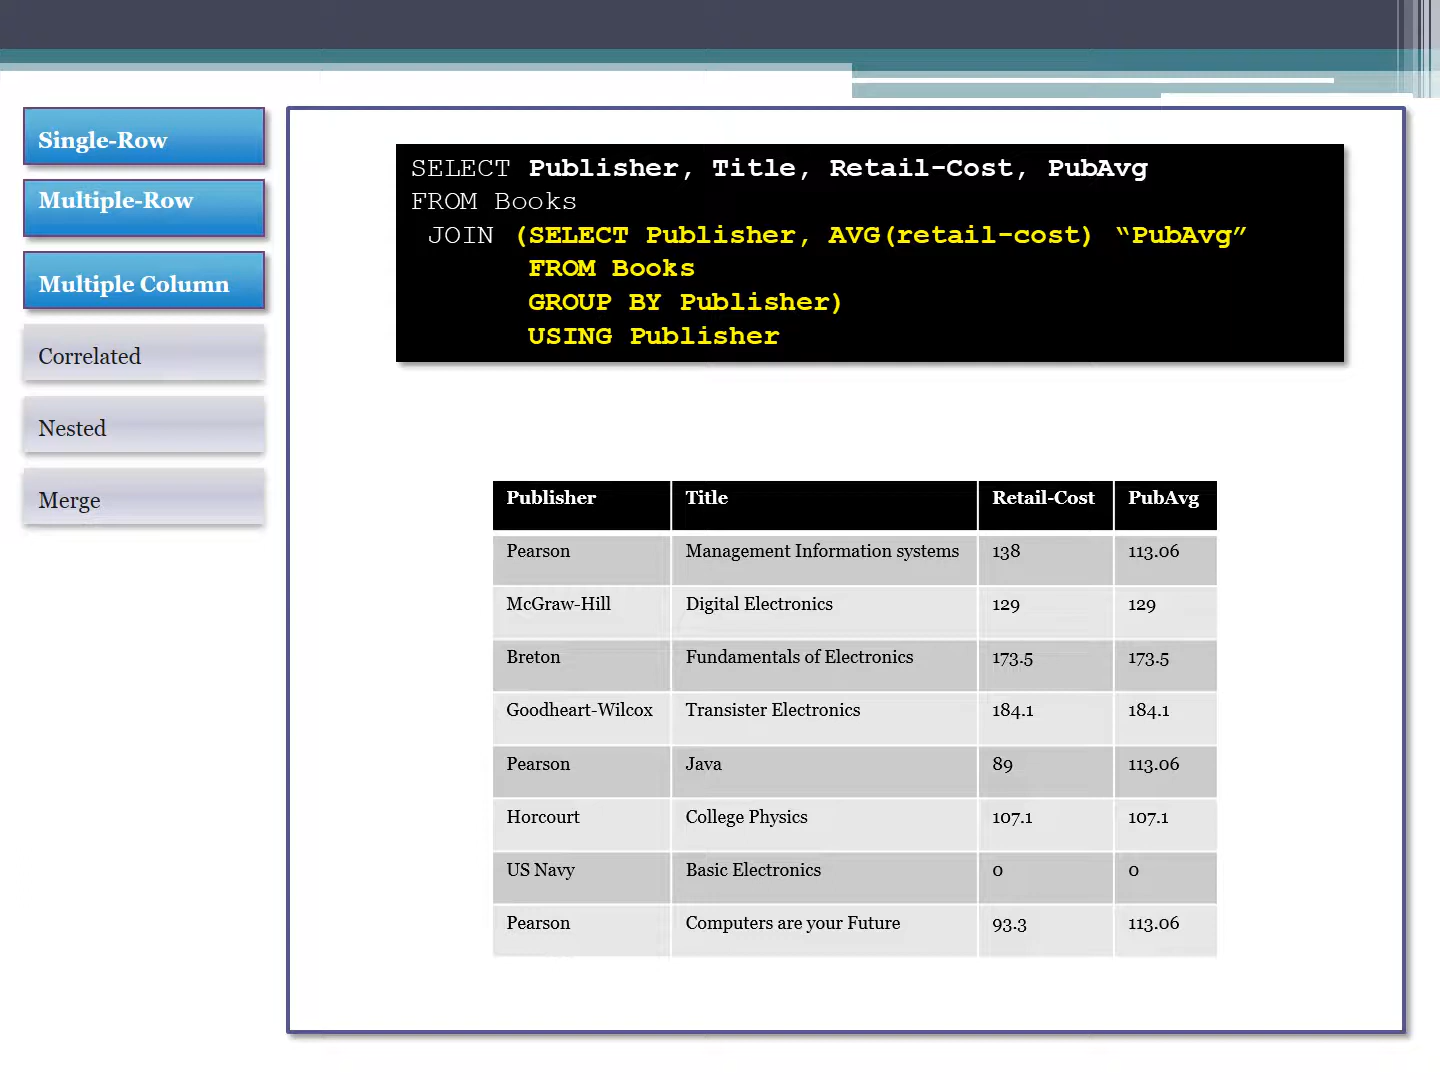 Single-Row
Multiple-Row
Multiple Column
Correlated
Nested
Merge
SELECT Publisher, Title, Retail-Cost, PubAvg
FROM Books
JOIN (SELECT Publisher, AVG(retail-cost) “PubAvg”
FROM Books
GROUP BY Publisher)
USING Publisher
Publisher Title Retail-Cost PubAvg
Pearson Management Information systems 138 113.06
McGraw-Hill Digital Electronics 129 129
Breton Fundamentals of Electronics 173.5 173.5
Goodheart-Wilcox Transister Electronics 184.1 184.1
Pearson Java 89 113.06
Horcourt College Physics 107.1 107.1
US Navy Basic Electronics 0 0
Pearson Computers are your Future 93.3 113.06